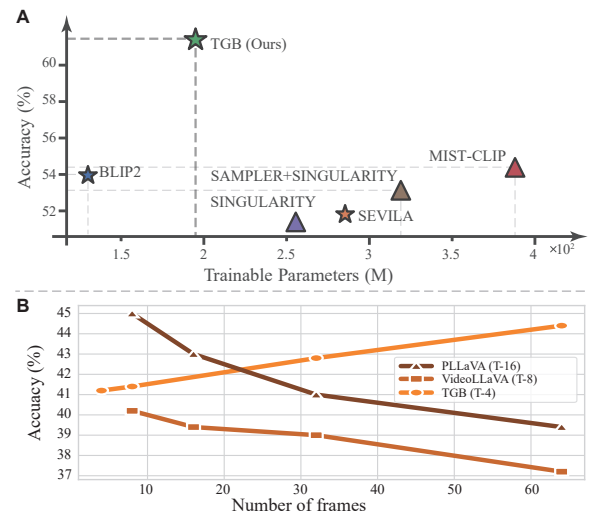 A
TGB (Ours)
60
58
56
54
52
Accuracy (%)
BLIP2
MIST-CLIP
SAMPLER+SINGULARITY
SINGULARITY
SEVILA
1.5
2
2.5
3
3.5
4
×10²
Trainable Parameters (M)
B
45
44
43
42
41
40
39
38
37
Accuacy (%)
PLLaVA (T-16)
VideoLLaVA (T-8)
TGB (T-4)
10
20
30
40
50
60
Number of frames